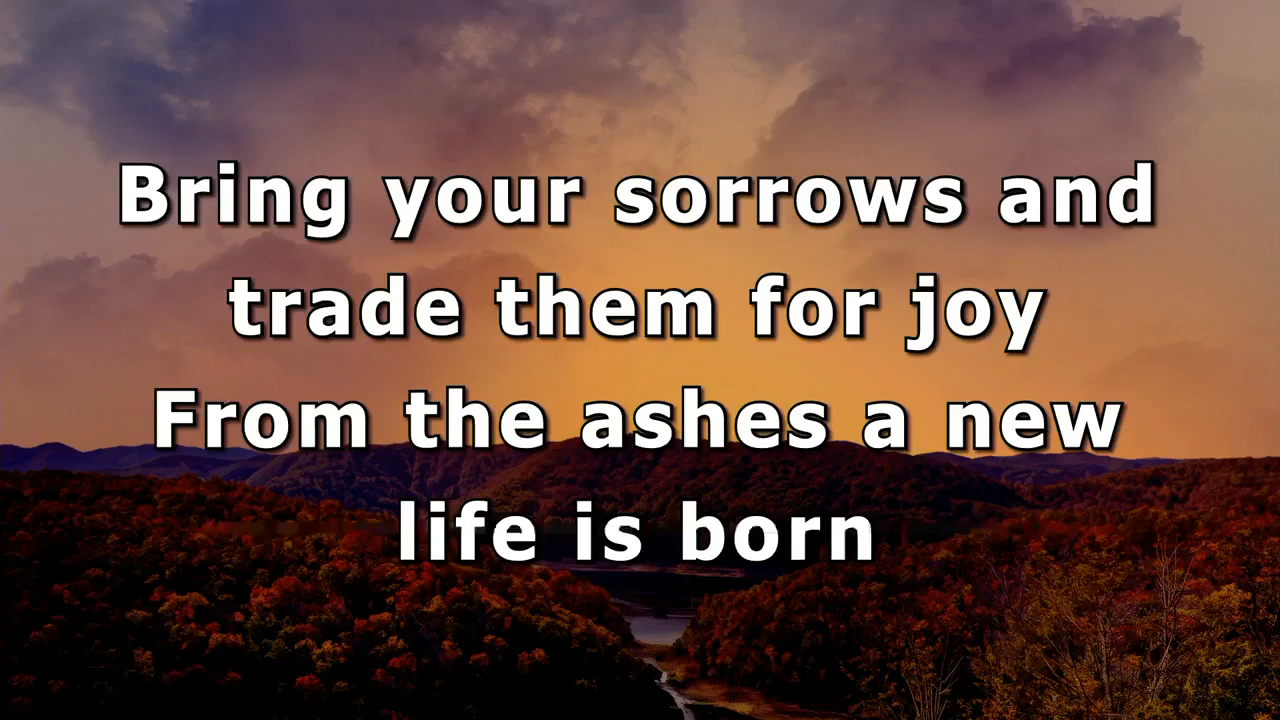 Bring your sorrows and
trade them for joy
From the ashes a new
life is born